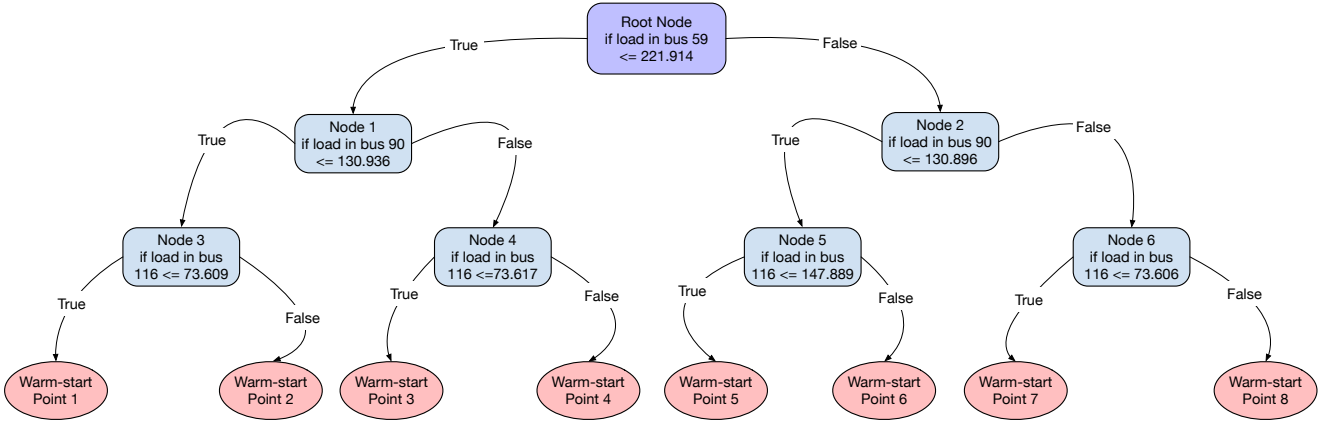 Root Node
if load in bus 59
<= 221.914
True
False
Node 1
if load in bus 90
<= 130.936
Node 2
if load in bus 90
<= 130.896
True
False
True
False
Node 3
if load in bus
116 <= 73.609
Node 4
if load in bus
116 <=73.617
Node 5
if load in bus
116 <= 147.889
Node 6
if load in bus
116 <= 73.606
True
False
True
False
True
False
True
False
Warm-start
Point 1
Warm-start
Point 2
Warm-start
Point 3
Warm-start
Point 4
Warm-start
Point 5
Warm-start
Point 6
Warm-start
Point 7
Warm-start
Point 8